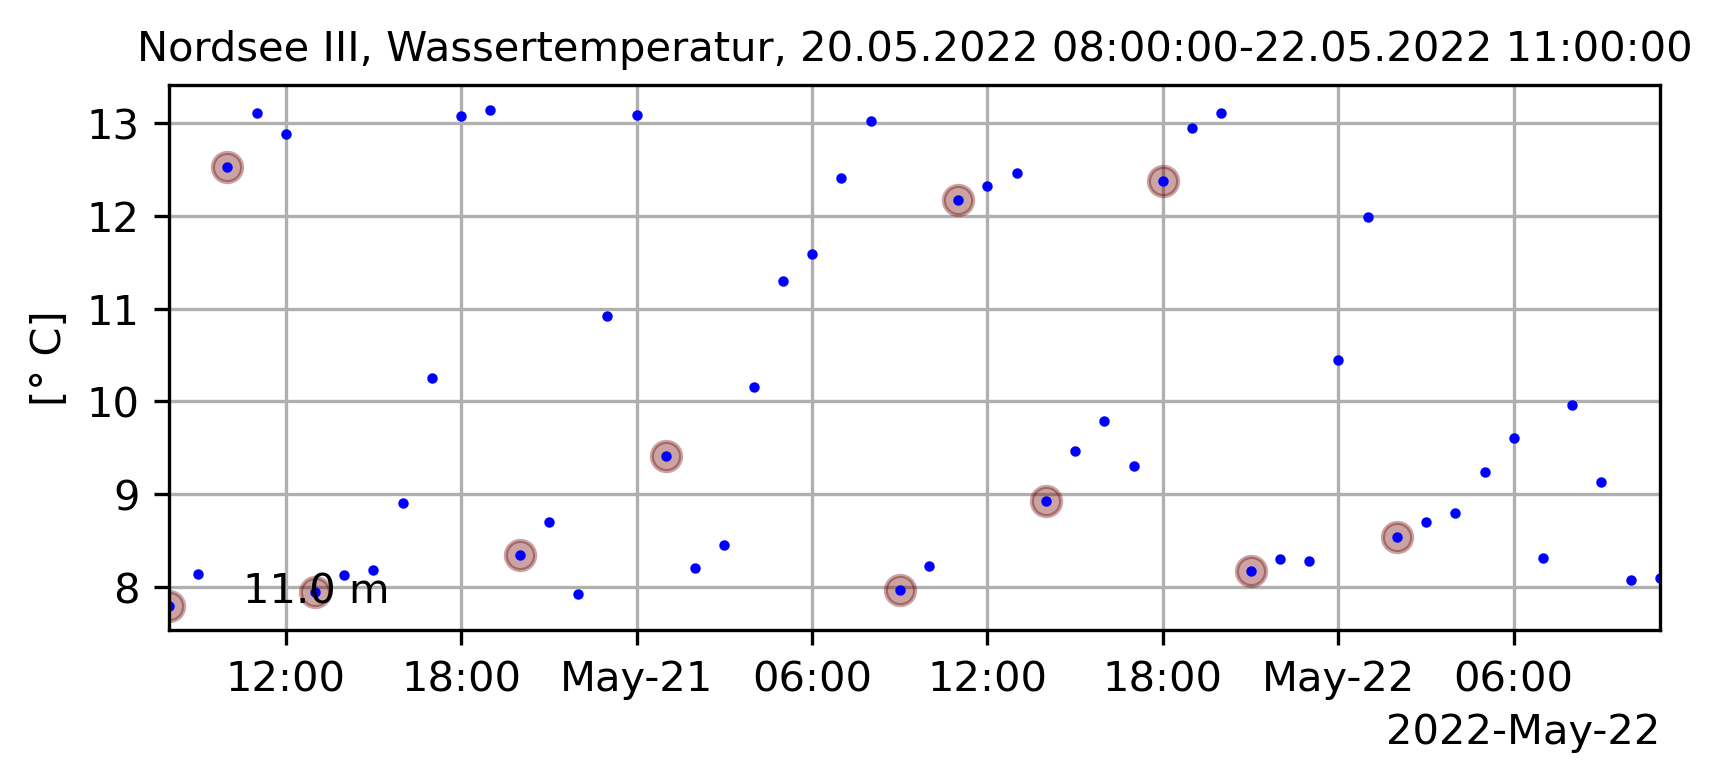 Nordsee III, Wassertemperatur, 20.05.2022 08:00:00-22.05.2022 11:00:00
[° C]
13
12
11
10
9
8
11.0 m
12:00 18:00 May-21 06:00 12:00 18:00 May-22 06:00
2022-May-22